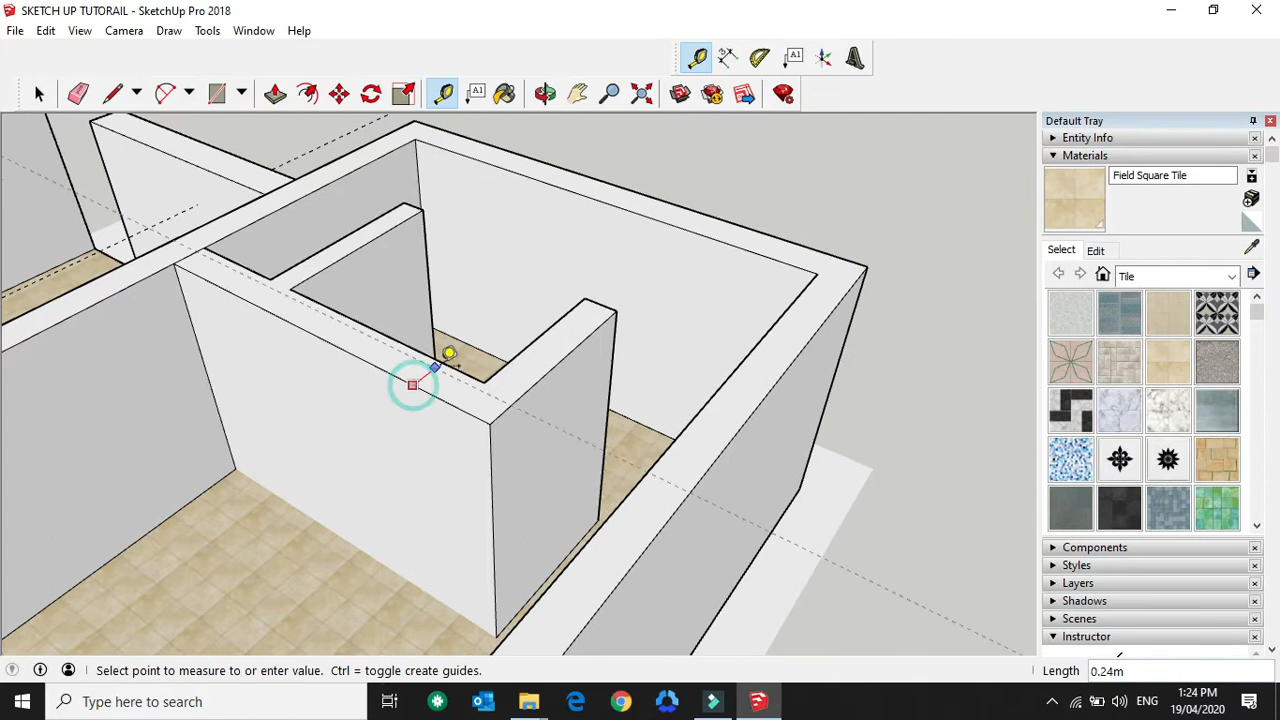 SKETCH UP TUTORAIL - SketchUp Pro 2018
File Edit View Camera Draw Tools Window Help
A1
A1
Default Tray
Entity Info
Materials
Field Square Tile
Select Edit
Tile
Components
Styles
Layers
Shadows
Scenes
Instructor
Select point to measure to or enter value. Ctrl = toggle create guides.
Length 0.24m
Type here to search
1:24 PM
19/04/2020